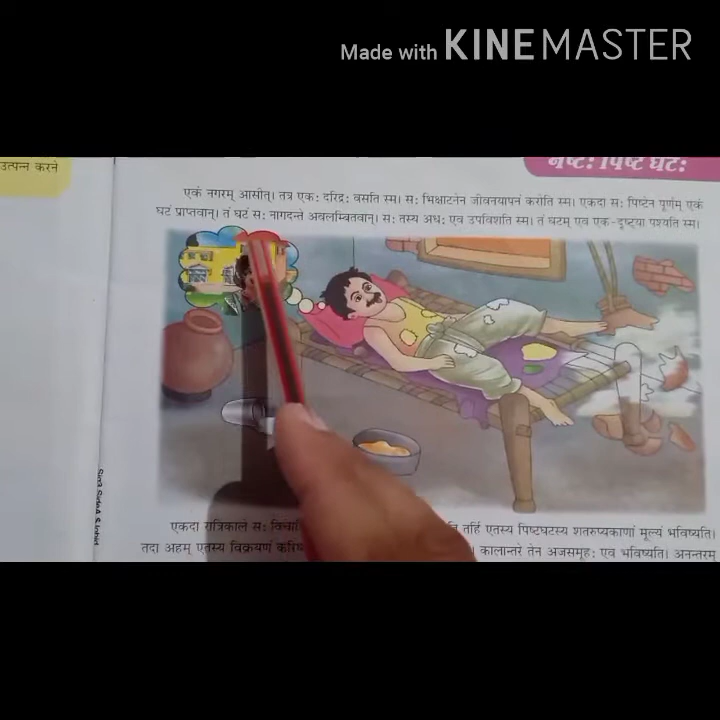 Made with KINEMASTER
नष्टः पिष्ट घटः
उत्पन्न करने
एकं नगरम् आसीत्। तत्र एकः दरिद्रः वसति स्म। सः भिक्षाटनेन जीवनयापनं करोति स्म। एकदा सः पिष्टेन पूर्णम् एकं
घटं प्राप्तवान्। तं घटं सः नागदन्ते अवलम्बितवान्। सः तस्य अधः एव उपविशति स्म। तं घटम् एव एक-दृष्ट्या पश्यति स्म।
एकदा रात्रिकाले सः तर्हि एतस्य पिष्टघटस्य शतरुप्यकाणां मूल्यं भविष्यति।
तदा अहम् एतस्य विक्रयणं कालान्तरे तेन अजसमूहः एव भविष्यति। अनन्तरम्